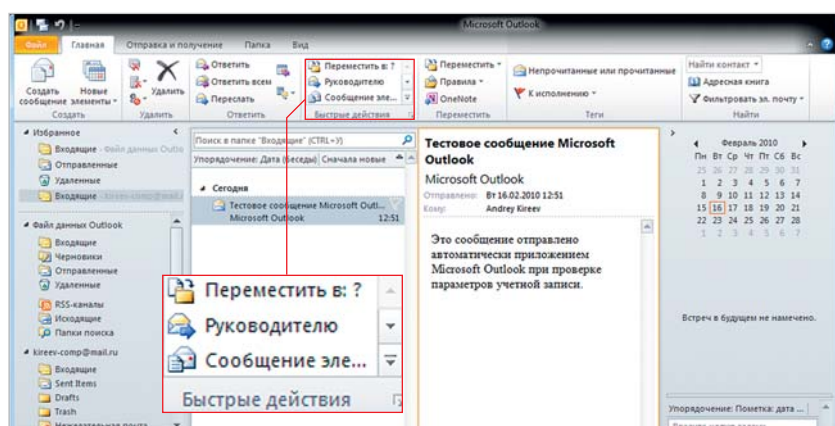 Microsoft Outlook
Файл Главная Отправка и получение Папка Вид
Создать сообщение Новые элементы
Создать
Удалить
Удалить
Ответить
Ответить всем
Переслать
Ответить
Переместить в: ?
Руководителю
Сообщение эле...
Быстрые действия
Переместить
Правила
OneNote
Переместить
Непрочитанные или прочитанные
К исполнению
Теги
Найти контакт
Адресная книга
Фильтровать эл. почту
Найти
Избранное
Входящие - Файл данных Outlo
Отправленные
Удаленные
Входящие - kireev-comp@mail.r
Файл данных Outlook
Входящие
Черновики
Отправленные
Удаленные
RSS-каналы
Исходящие
Папки поиска
kireev-comp@mail.ru
Входящие
Sent Items
Drafts
Trash
Нежелательная почта
Поиск в папке "Входящие" (CTRL+У)
Упорядочение: Дата (беседы) Сначала новые
Сегодня
Тестовое сообщение Microsoft Outl...
Microsoft Outlook 12:51
Переместить в: ?
Руководителю
Сообщение эле...
Быстрые действия
Тестовое сообщение Microsoft
Outlook
Microsoft Outlook
Отправлено: Вт 16.02.2010 12:51
Кому: Andrey Kireev
Это сообщение отправлено
автоматически приложением
Microsoft Outlook при проверке
параметров учетной записи.
Февраль 2010
Пн Вт Ср Чт Пт Сб Вс
25 26 27 28 29 30 31
1 2 3 4 5 6 7
8 9 10 11 12 13 14
15 16 17 18 19 20 21
22 23 24 25 26 27 28
1 2 3 4 5 6 7
Встреч в будущем не намечено.
Упорядочение: Пометка: дата ...